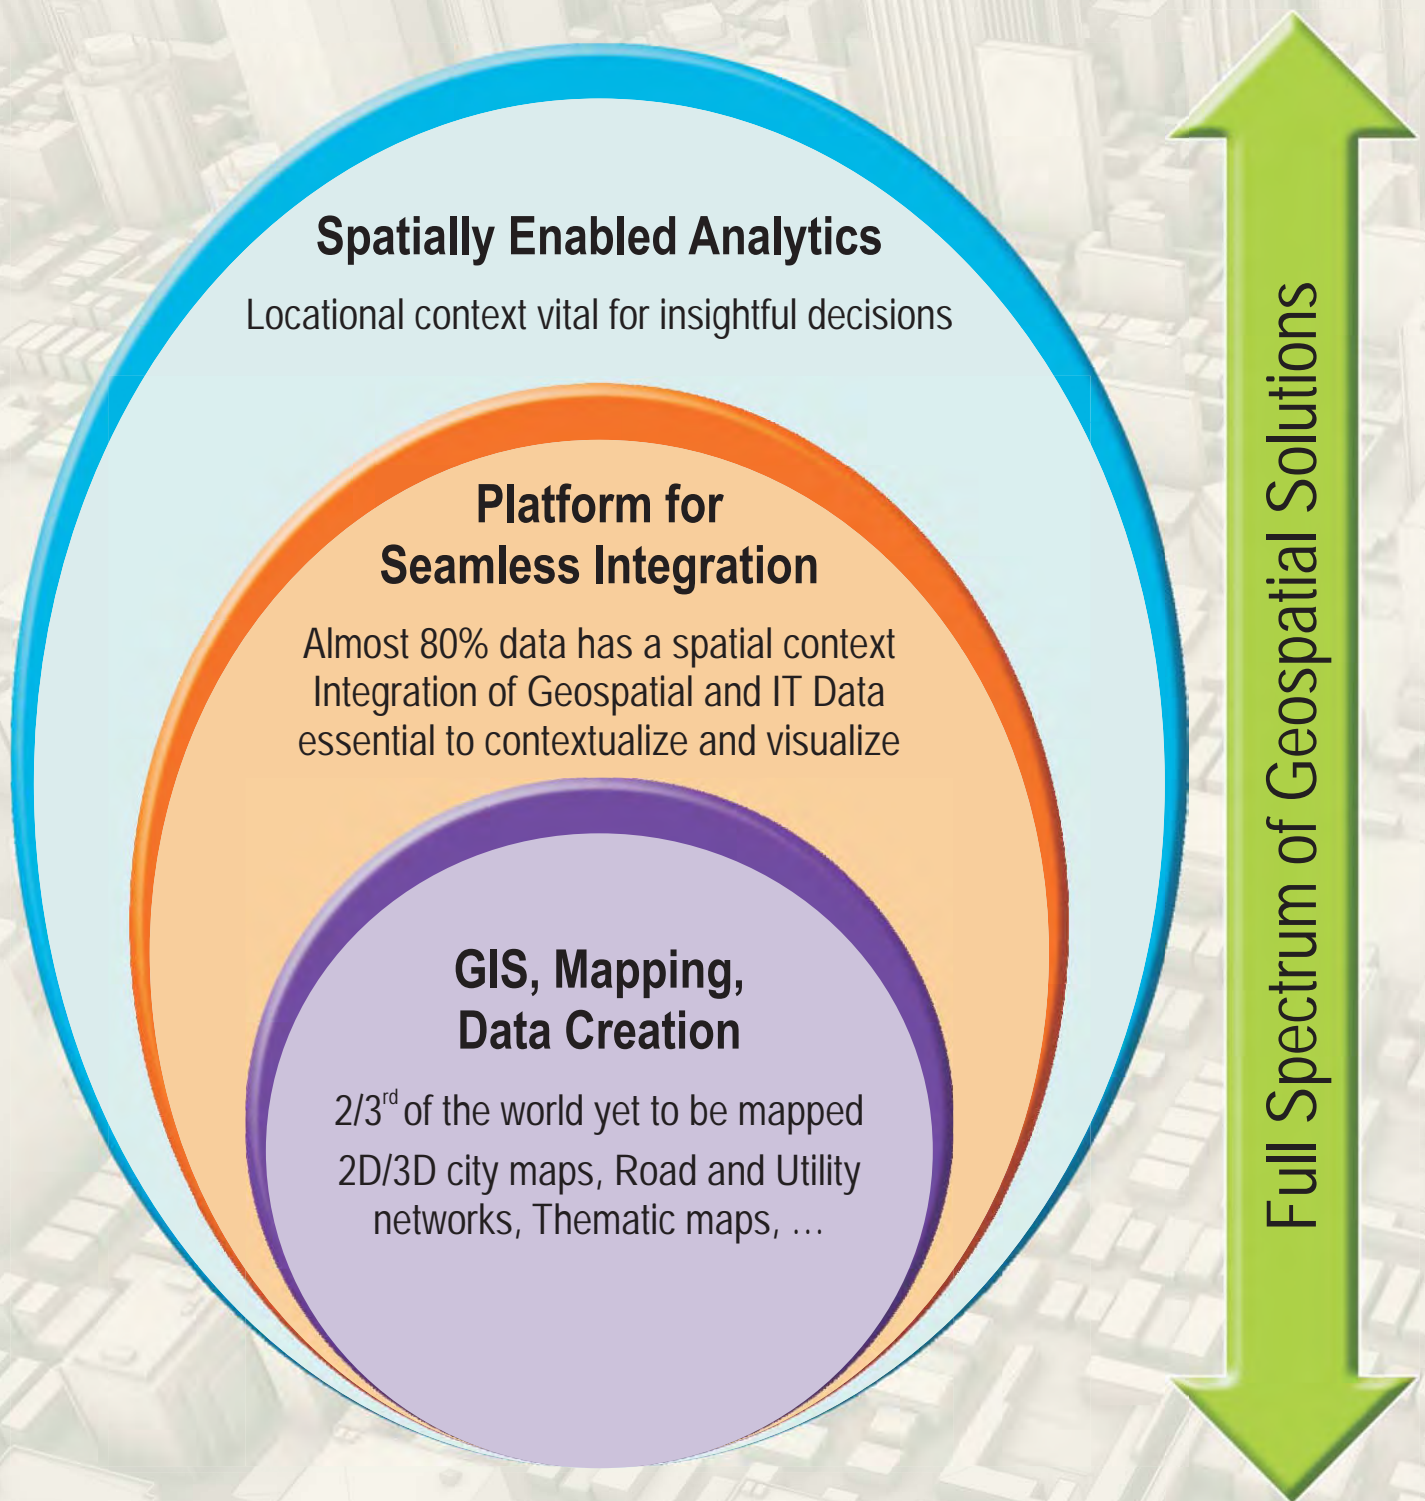 Spatially Enabled Analytics
Locational context vital for insightful decisions
Platform for
Seamless Integration
Almost 80% data has a spatial context
Integration of Geospatial and IT Data
essential to contextualize and visualize
GIS, Mapping,
Data Creation
2/3rd of the world yet to be mapped
2D/3D city maps, Road and Utility
networks, Thematic maps, …
Full Spectrum of Geospatial Solutions